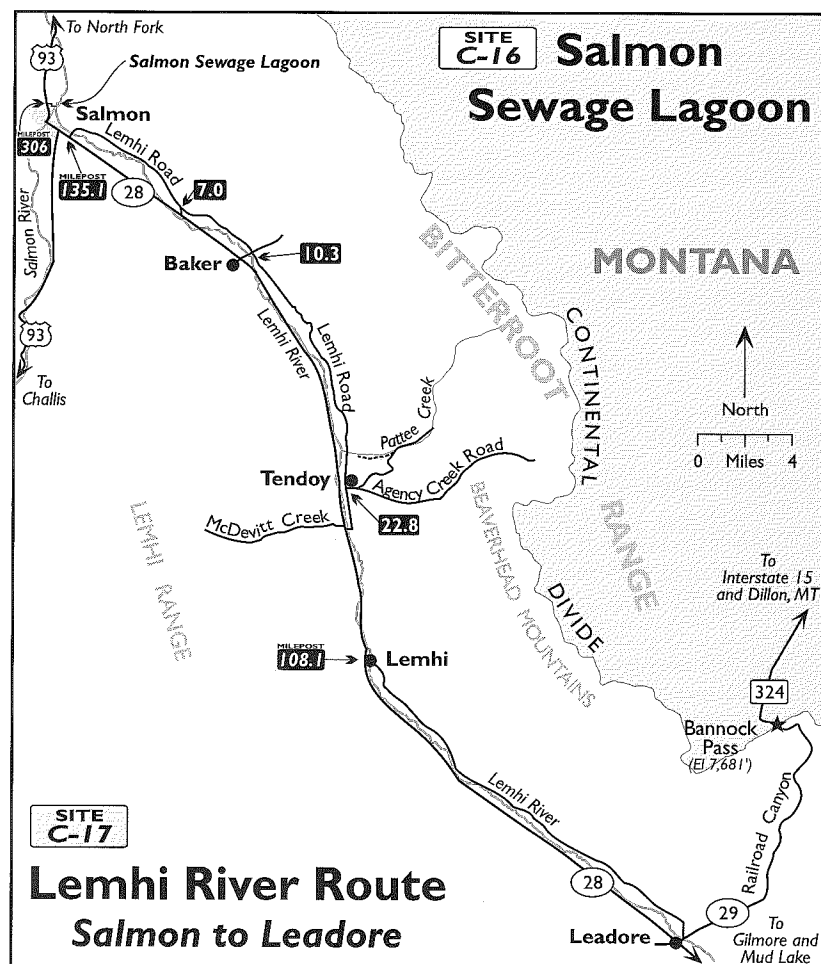 To North Fork
93
Salmon Sewage Lagoon
SITE
C-16
Salmon
Sewage Lagoon
Salmon
MILEPOST
306
Lemhi Road
MILEPOST
135.1
28
7.0
Salmon River
Baker
10.3
BITTERROOT
MONTANA
93
To
Challis
Lemhi River
Lemhi Road
CONTINENTAL
North
0 Miles 4
Pattee Creek
Tendoy
Agency Creek Road
22.8
McDevitt Creek
LEMHI RANGE
BEAVERHEAD MOUNTAINS
RANGE
DIVIDE
To
Interstate 15
and Dillon, MT
MILEPOST
108.1
Lemhi
324
Bannock
Pass
(El 7,681')
Lemhi River
Railroad Canyon
SITE
C-17
Lemhi River Route
Salmon to Leadore
28
29
Leadore
To
Gilmore and
Mud Lake